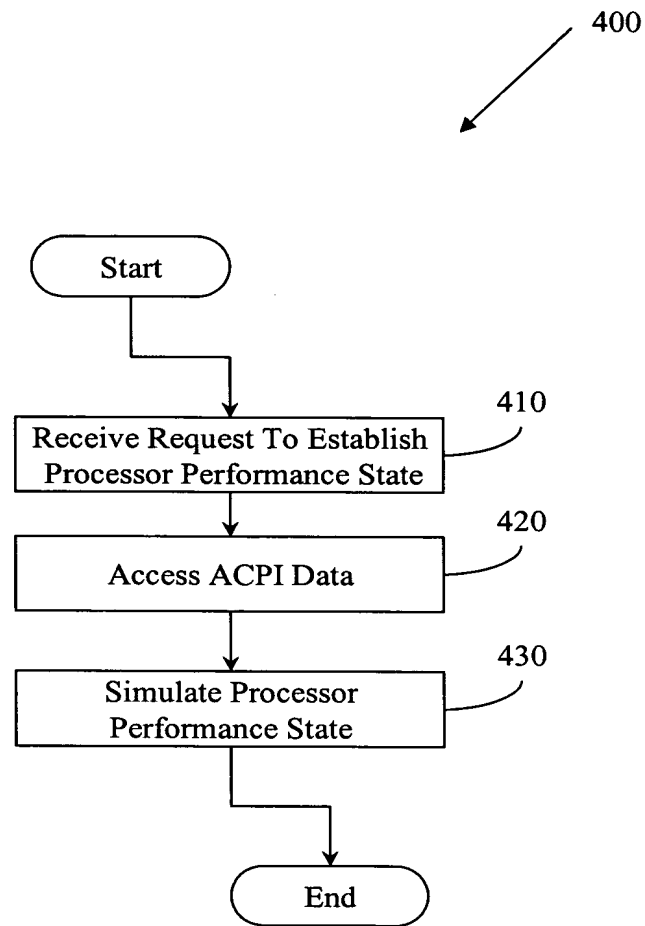 400
Start
410
Receive Request To Establish
Processor Performance State
420
Access ACPI Data
430
Simulate Processor
Performance State
End